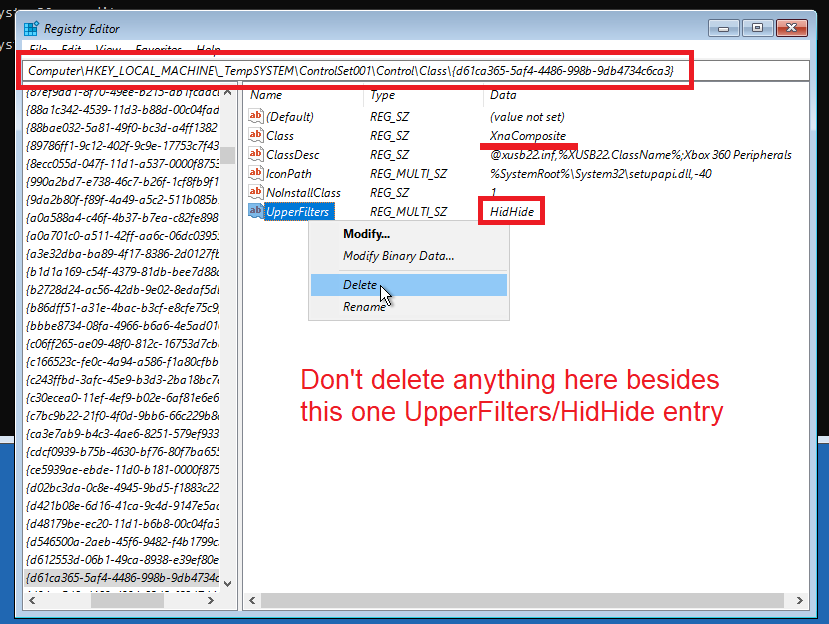 Registry Editor
File Edit View Favorites Help
Computer\HKEY_LOCAL_MACHINE\_TempSYSTEM\ControlSet001\Control\Class\{d61ca365-5af4-4486-998b-9db4734c6ca3}
{88a1c342-4539-11d3-b88d-00c04fad
{88bae032-5a81-49f0-bc3d-a4ff1382
{89786ff1-9c12-402f-9c9e-17753c7f43
{8ecc055d-047f-11d1-a537-0000f8753
{990a2bd7-e738-46c7-b26f-1cf8fb9f1
{9da2b80f-f89f-4a49-a5c2-511b085b
{a0a588a4-c46f-4b37-b7ea-c82fe898
{a0a701c0-a511-42ff-aa6c-06dc0395
{a3e32dba-ba89-4f17-8386-2d0127fb
{b1d1a169-c54f-4379-81db-bee7d88a
{b2728d24-ac56-42db-9e02-8edaf5db
{b86dff51-a31e-4bac-b3cf-e8cfe75c9
{bbbe8734-08fa-4966-b6a6-4e5ad01
{c06ff265-ae09-48f0-812c-16753d7cb
{c166523c-fe0c-4a94-a586-f1a80cfbb
{c243ffbd-3afc-45e9-b3d3-2ba18bc7
{c30ecea0-11ef-4ef9-b02e-6af81e6e6
{c7bc9b22-21f0-4f0d-9bb6-66c229b8
{ca3e7ab9-b4c3-4ae6-8251-579ef933
{cdcf0939-b75b-4630-bf76-80f7ba655
{ce5939ae-ebde-11d0-b181-0000f875
{d02bc3da-0c8e-4945-9bd5-f1883c22
{d421b08e-6d16-41ca-9c4d-9147e5ac
{d48179be-ec20-11d1-b6b8-00c04fa3
{d546500a-2aeb-45f6-9482-f4b1799c
{d612553d-06b1-49ca-8938-e39ef80e
{d61ca365-5af4-4486-998b-9db4734c
Name Type Data
(Default) REG_SZ (value not set)
Class REG_SZ XnaComposite
ClassDesc REG_SZ @xusb22.inf,%XUSB22.ClassName%;Xbox 360 Peripherals
IconPath REG_MULTI_SZ %SystemRoot%\System32\setupapi.dll,-40
NoInstallClass REG_SZ 1
UpperFilters REG_MULTI_SZ HidHide
Modify...
Modify Binary Data...
Delete
Rename
Don't delete anything here besides
this one UpperFilters/HidHide entry